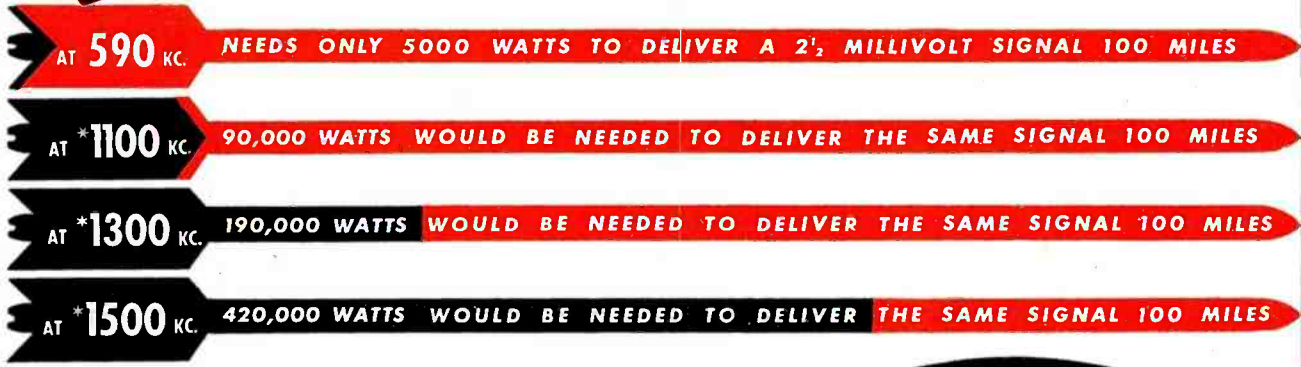 AT 590 KC. NEEDS ONLY 5000 WATTS TO DELIVER A 2½ MILLIVOLT SIGNAL 100 MILES
AT *1100 KC. 90,000 WATTS WOULD BE NEEDED TO DELIVER THE SAME SIGNAL 100 MILES
AT *1300 KC. 190,000 WATTS WOULD BE NEEDED TO DELIVER THE SAME SIGNAL 100 MILES
AT *1500 KC. 420,000 WATTS WOULD BE NEEDED TO DELIVER THE SAME SIGNAL 100 MILES